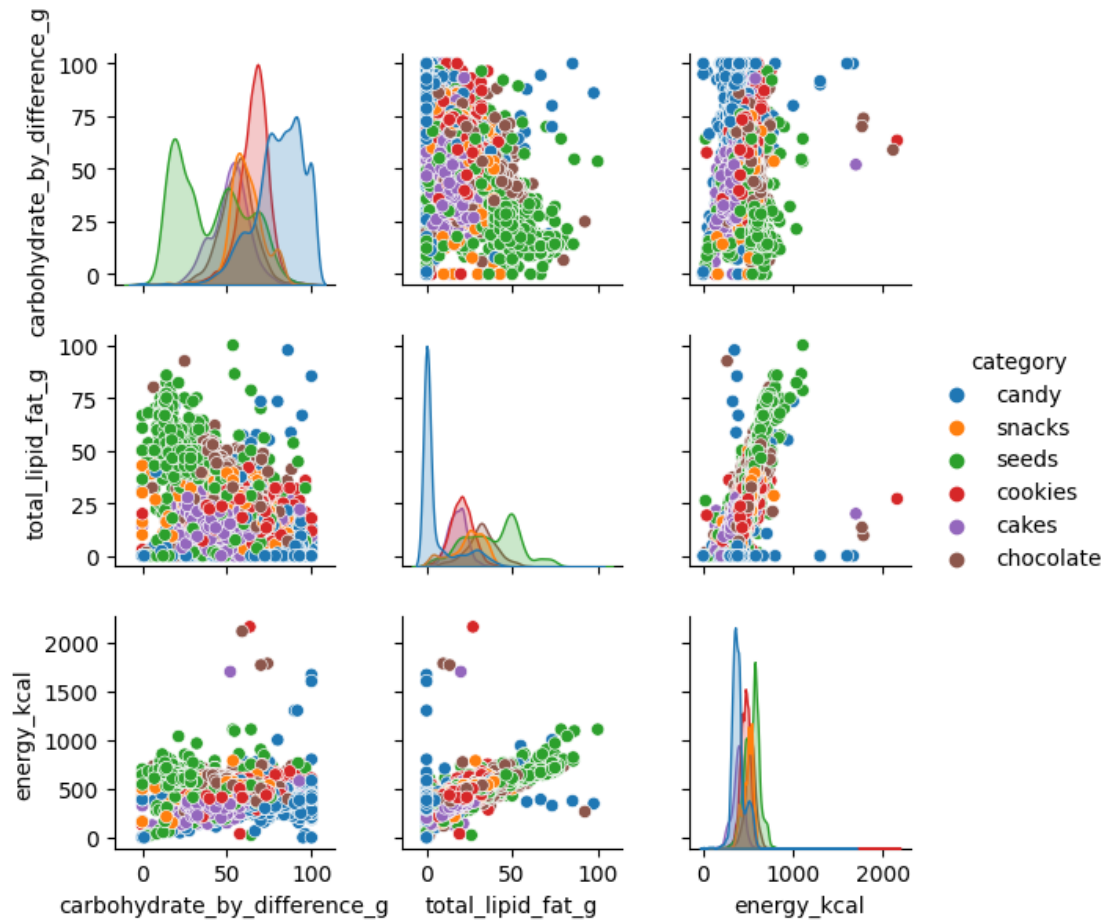 carbohydrate_by_difference_g
100
75
50
25
0
total_lipid_fat_g
100
75
50
25
0
category
candy
snacks
seeds
cookies
cakes
chocolate
energy_kcal
2000
1500
1000
500
0
0 50 100
0 50 100
0 1000 2000
carbohydrate_by_difference_g
total_lipid_fat_g
energy_kcal